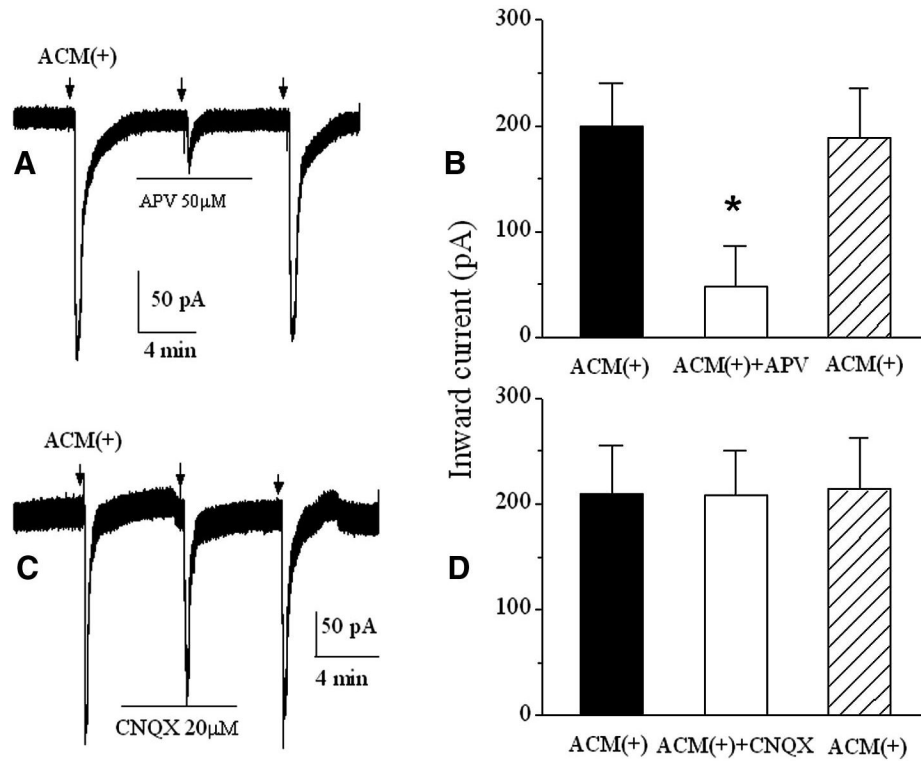 ACM(+)
A
APV 50μM
50 pA
4 min
B
Inward current (pA)
300
200
100
0
*
ACM(+) ACM(+)+APV ACM(+)
ACM(+)
C
CNQX 20μM
50 pA
4 min
D
300
200
100
0
ACM(+) ACM(+)+CNQX ACM(+)